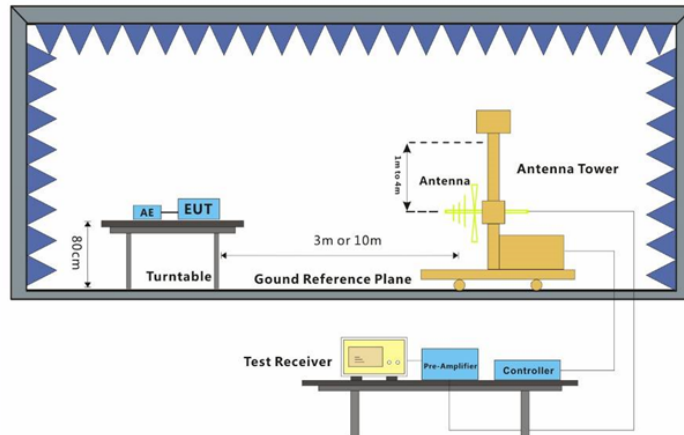 1m to 4m
Antenna
Antenna Tower
AE
EUT
80cm
3m or 10m
Turntable
Gound Reference Plane
Test Receiver
Pre-Amplifier
Controller